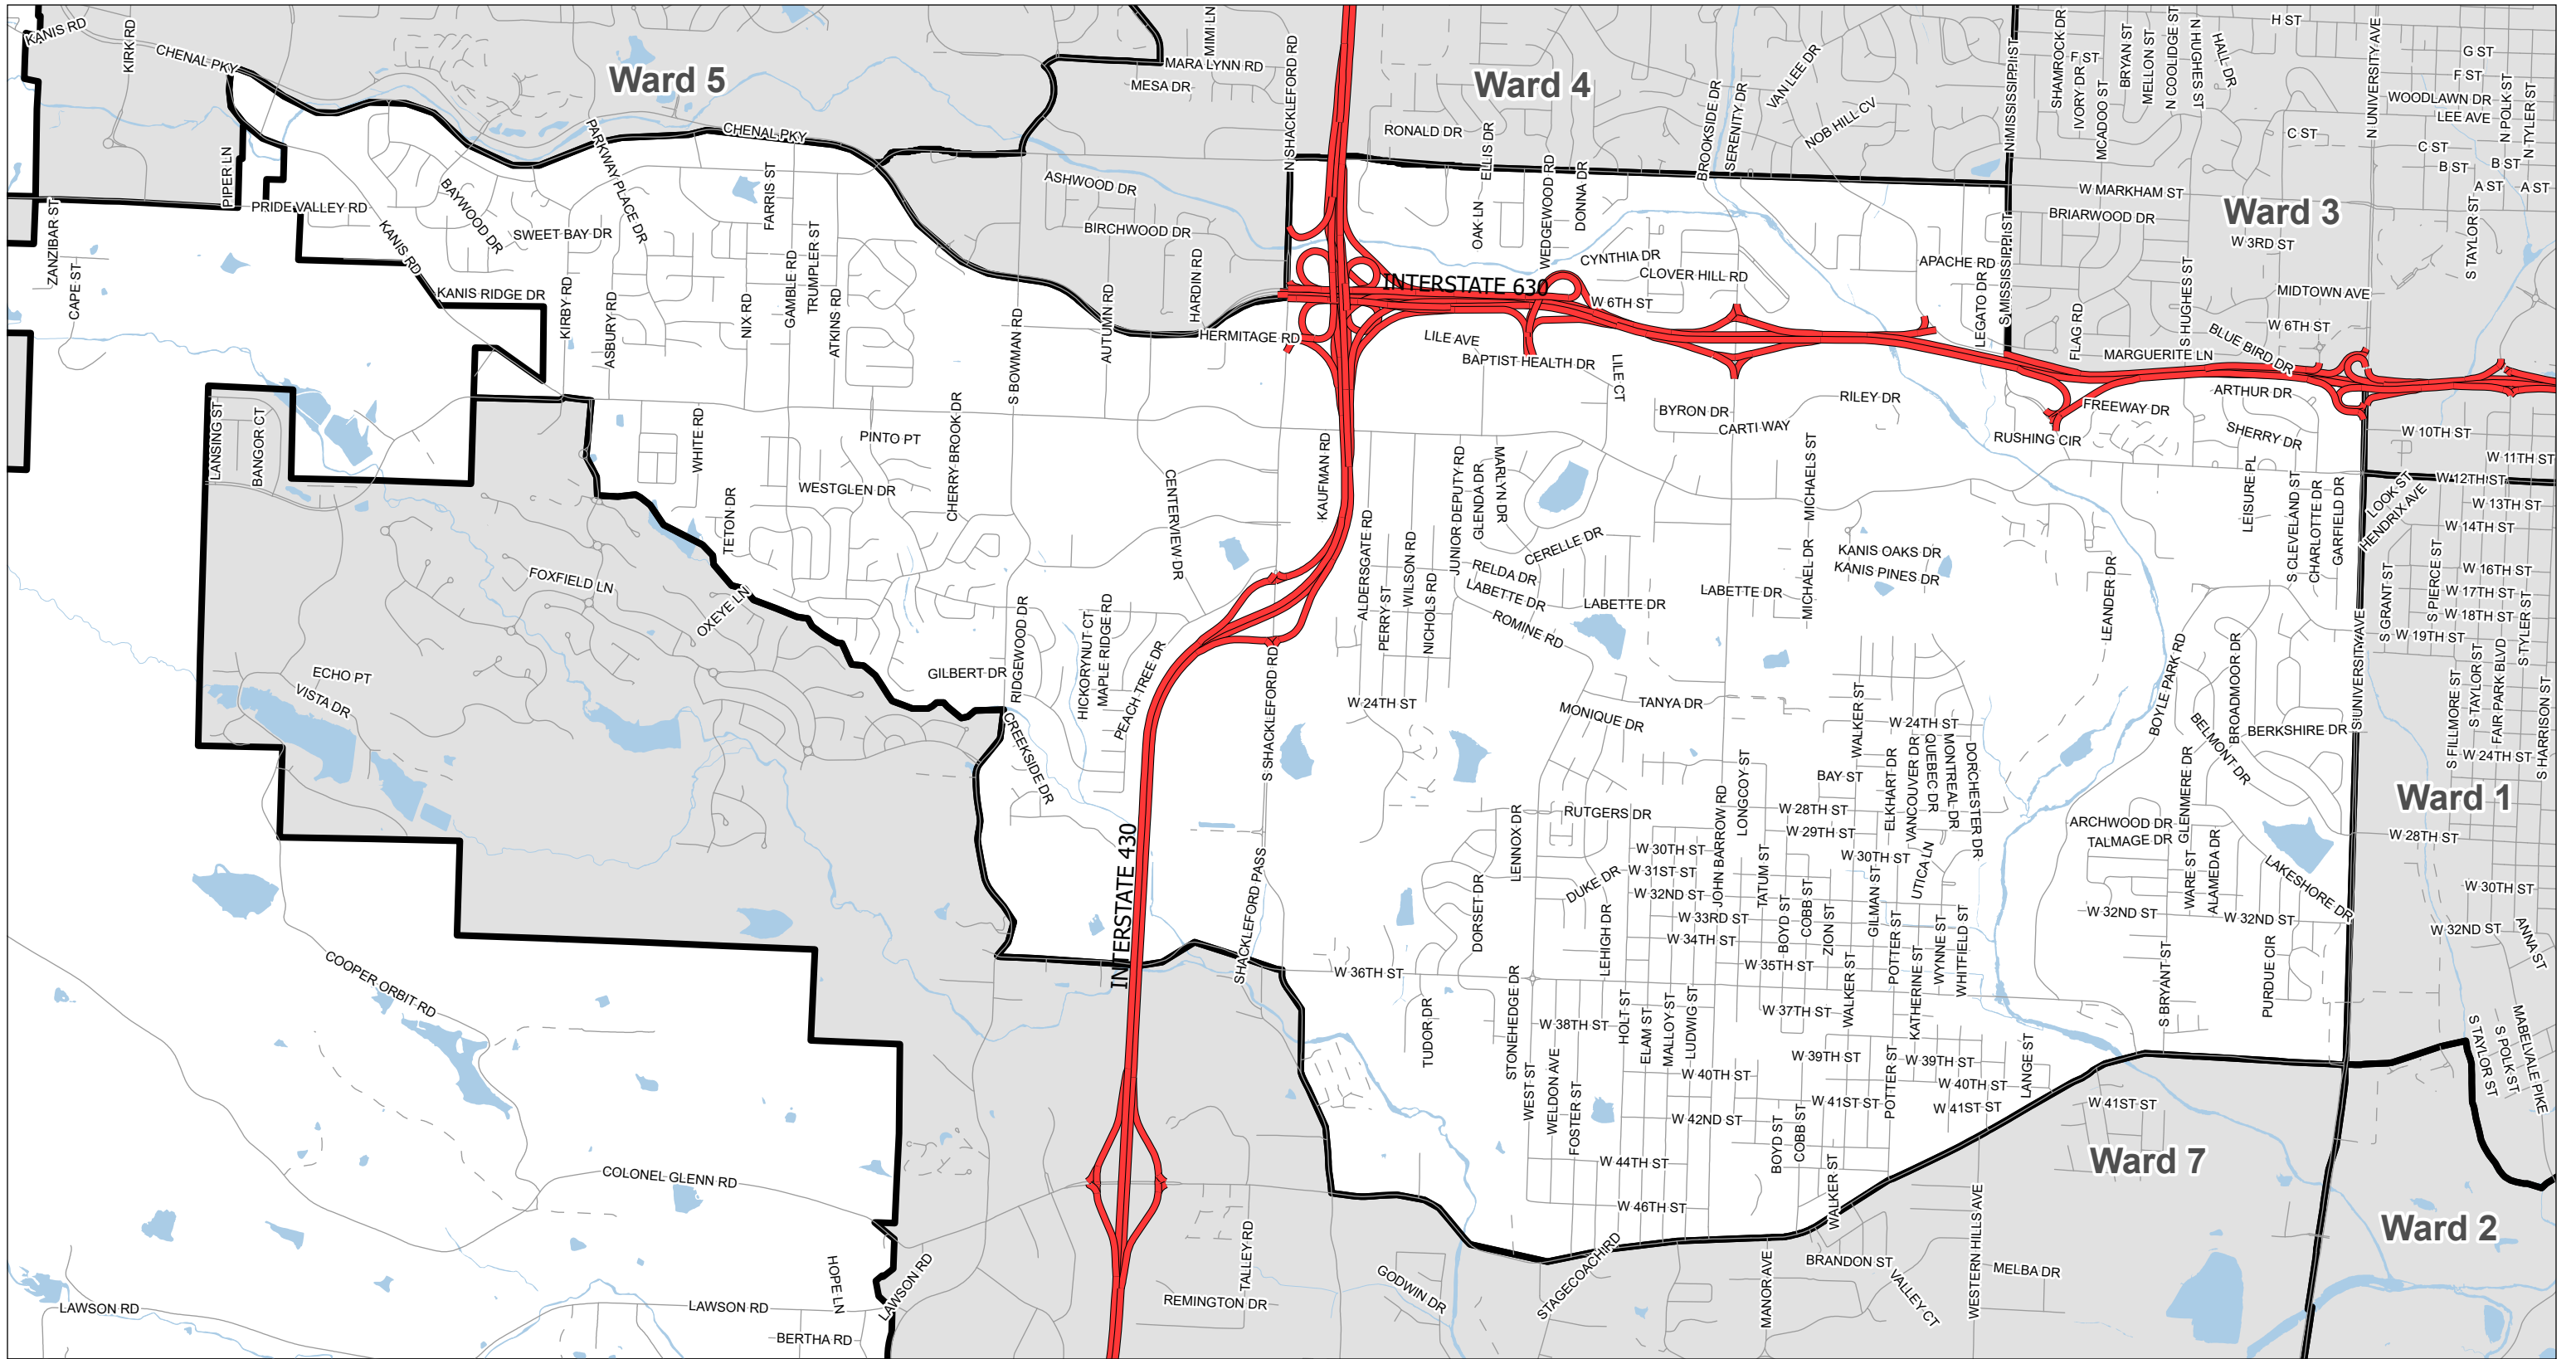 KANIS RD
KIRK RD
CHENAL PKY
Ward 5
MIMI LN
MARA LYNN RD
MESA DR
N SHACKLEFORD RD
Ward 4
RONALD DR
ELLIS DR
BROOKSIDE DR
SERENITY DR
VAN LEE DR
NOB HILL CV
N MISSISSIPPI ST
SHAMROCK DR
F ST
IVORY DR
MCADOO ST
BRYAN ST
MELLON ST
N COOLIDGE ST
N HUGHES ST
HALL DR
H ST
N UNIVERSITY AVE
G ST
F ST
WOODLAWN DR
LEE AVE
N POLK ST
N TYLER ST
C ST
C ST
B ST
B ST
A ST
A ST
PIPER LN
PRIDE VALLEY RD
ZANZIBAR ST
CAPE ST
KANIS RD
BAYWOOD DR
SWEET BAY DR
PARKWAY PLACE DR
CHENAL PKY
FARRIS ST
GAMBLE RD
TRUMPLER ST
ATKINS RD
NIX RD
KANIS RIDGE DR
KIRBY RD
ASBURY RD
ASHWOOD DR
BIRCHWOOD DR
HARDIN RD
AUTUMN RD
S BOWMAN RD
HERMITAGE RD
OAK LN
WEDGEWOOD RD
DONNA DR
CYNTHIA DR
CLOVER HILL RD
INTERSTATE 630
W 6TH ST
LILE AVE
BAPTIST HEALTH DR
LILE CT
APACHE RD
LEGATO DR
S MISSISSIPPI ST
W MARKHAM ST
BRIARWOOD DR
Ward 3
W 3RD ST
S TAYLOR ST
MIDTOWN AVE
S HUGHES ST
W 6TH ST
FLAG RD
MARGUERITE LN
BLUE BIRD DR
ARTHUR DR
FREEWAY DR
RUSHING CIR
SHERRY DR
LANSING ST
BANGOR CT
WHITE RD
PINTO PT
CHERRY BROOK DR
WESTGLEN DR
TETON DR
CENTERVIEW DR
KAUFMAN RD
JUNIOR DEPUTY RD
GLENDA DR
MARLYN DR
BYRON DR
CARTI WAY
RILEY DR
MICHAELS ST
W 10TH ST
W 11TH ST
W 12TH ST
LOOK ST
HENDRIX AVE
W 13TH ST
W 14TH ST
LEISURE PL
S CLEVELAND ST
CHARLOTTE DR
GARFIELD DR
ALDERSGATE RD
PERRY ST
WILSON RD
NICHOLS RD
CERELLE DR
RELDA DR
LABETTE DR
LABETTE DR
LABETTE DR
ROMINE RD
MICHAEL DR
KANIS OAKS DR
KANIS PINES DR
LEANDER DR
W 16TH ST
W 17TH ST
W 18TH ST
W 19TH ST
S GRANT ST
S PIERCE ST
S TYLER ST
FOXFIELD LN
OXEYE LN
ECHO PT
VISTA DR
GILBERT DR
RIDGEWOOD DR
HICKORYNUT CT
MAPLE RIDGE RD
PEACH TREE DR
CREEKSIDE DR
S SHACKLEFORD RD
W 24TH ST
MONIQUE DR
TANYA DR
WALKER ST
W 24TH ST
BOYLE PARK RD
BROADMOOR DR
BELMONT DR
BERKSHIRE DR
S UNIVERSITY AVE
S FILLMORE ST
S TAYLOR ST
FAIR PARK BLVD
S HARRISON ST
W 24TH ST
Ward 1
W 28TH ST
BAY ST
ELKHART DR
VANCOUVER DR
QUEBEC DR
MONTREAL DR
DORCHESTER DR
LONGCOY ST
JOHN BARROW RD
W 28TH ST
W 29TH ST
W 30TH ST
UTICA LN
LENNOX DR
RUTGERS DR
W 30TH ST
W 31ST ST
W 32ND ST
W 33RD ST
W 34TH ST
W 35TH ST
DUKE DR
TATUM ST
BOYD ST
COBB ST
ZION ST
GILMAN ST
POTTER ST
WYNNE ST
WHITFIELD ST
KATHERINE ST
WALKER ST
ARCHWOOD DR
TALMAGE DR
GLENMERE DR
WARE ST
ALAMEDA DR
LAKESHORE DR
W 32ND ST
W 32ND ST
W 30TH ST
W 32ND ST
ANNA ST
PURDUE CIR
S BRYANT ST
INTERSTATE 430
SHACKLEFORD PASS
W 36TH ST
DORSET DR
TUDOR DR
STONEHEDGE DR
LEHIGH DR
W 38TH ST
W 37TH ST
HOLT ST
ELAM ST
MALLOY ST
LUDWIG ST
WEST ST
WELDON AVE
FOSTER ST
W 39TH ST
W 39TH ST
W 40TH ST
W 40TH ST
W 41ST ST
W 41ST ST
W 41ST ST
W 42ND ST
W 44TH ST
W 46TH ST
POTTER ST
LANGE ST
BOYD ST
COBB ST
WALKER ST
S TAYLOR ST
S POLK ST
MABELVALE PIKE
Ward 7
Ward 2
COOPER ORBIT RD
COLONEL GLENN RD
HOPE LN
LAWSON RD
LAWSON RD
LAWSON RD
BERTHA RD
TALLEY RD
REMINGTON DR
GODWIN DR
STAGECOACH RD
MANOR AVE
BRANDON ST
VALLEY CT
WESTERN HILLS AVE
MELBA DR